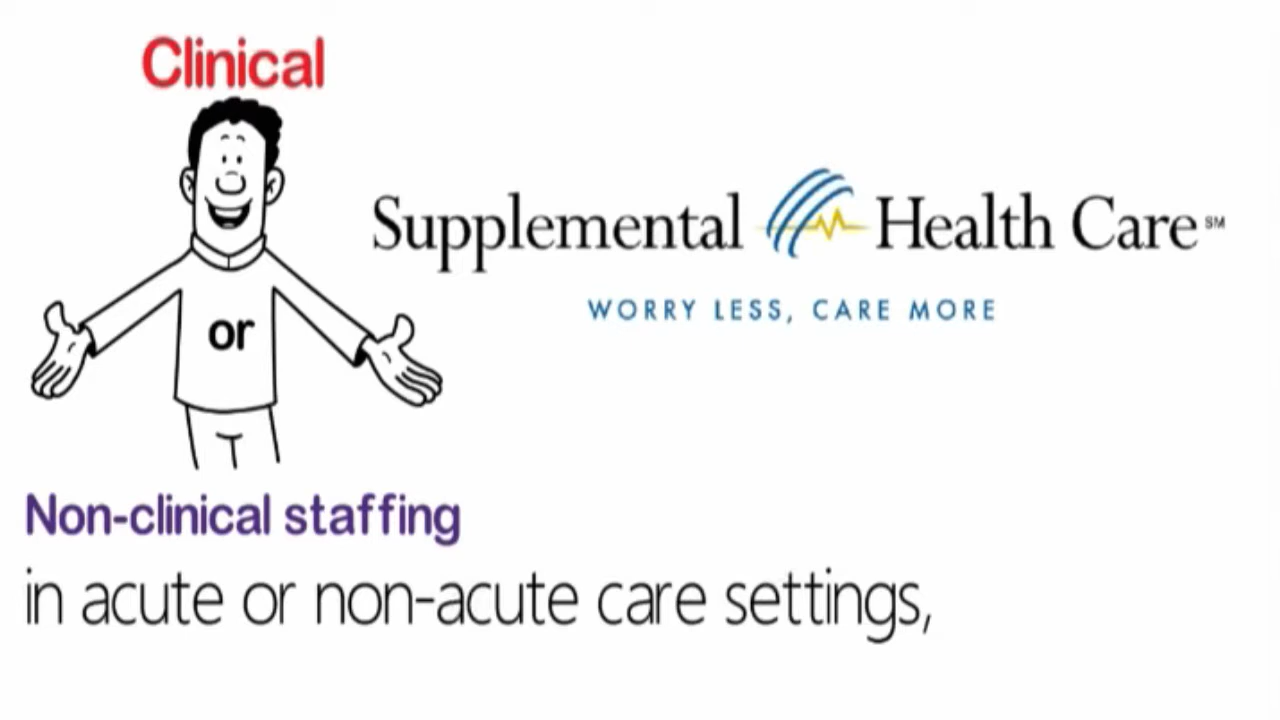 Clinical
Supplemental Health Care℠
WORRY LESS, CARE MORE
or
Non-clinical staffing
in acute or non-acute care settings,